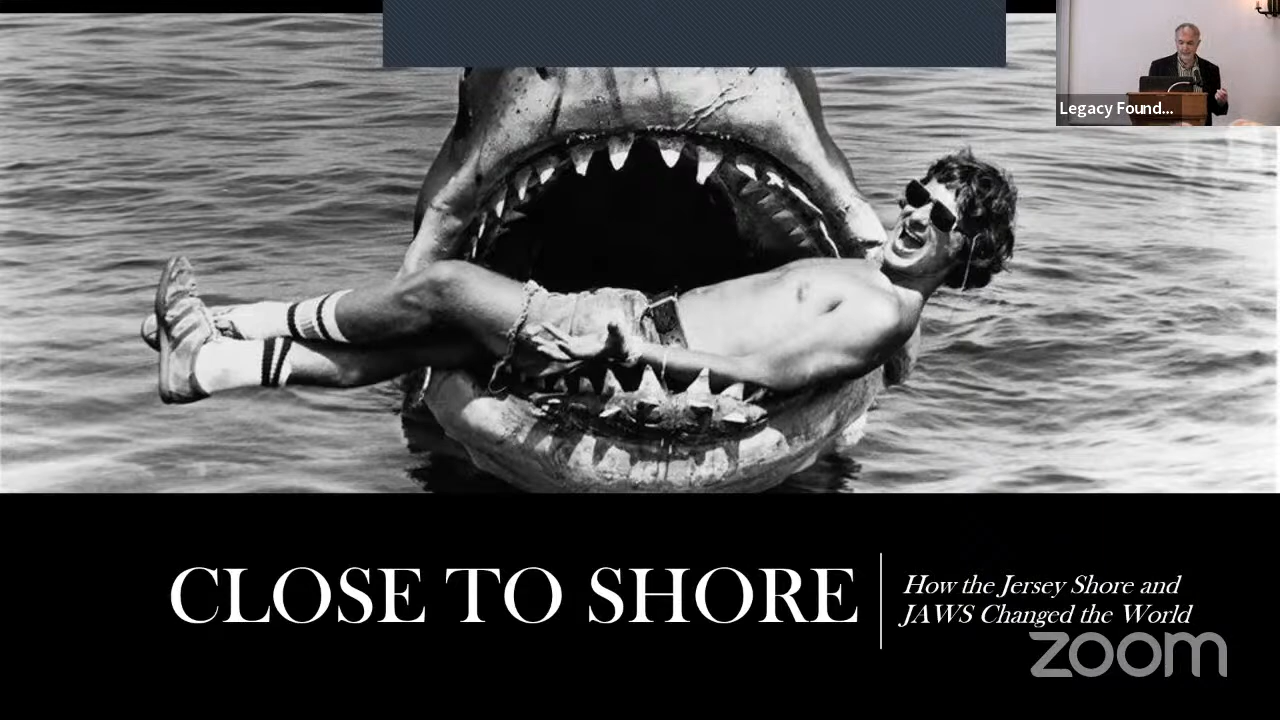 Legacy Found...
CLOSE TO SHORE
How the Jersey Shore and
JAWS Changed the World
zoom